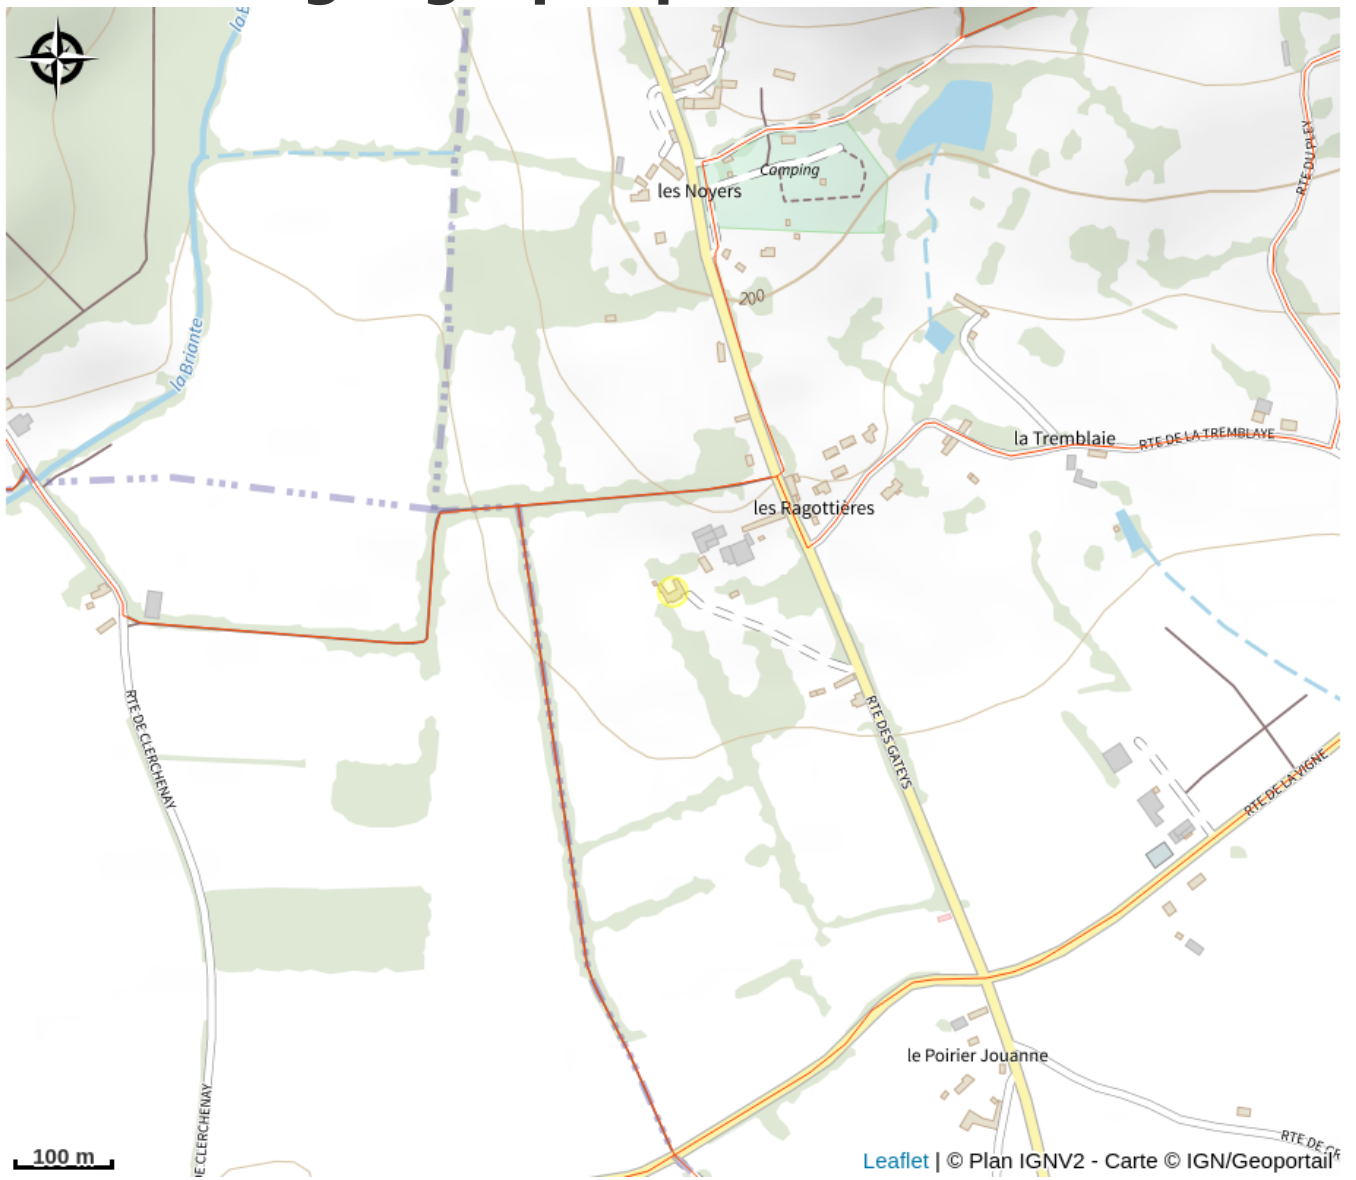 la B
les Noyers
Camping
RTE DU PLEY
200
la Briante
la Tremblaie
RTE DE LA TREMBLAYE
les Ragottières
RTE DE CLERCHENAY
RTE DES GATEYS
RTE DE LA VIGNE
le Poirier Jouanne
DE CLERCHENAY
RTE DE
100 m
Leaflet | © Plan IGNV2 - Carte © IGN/Geoportail